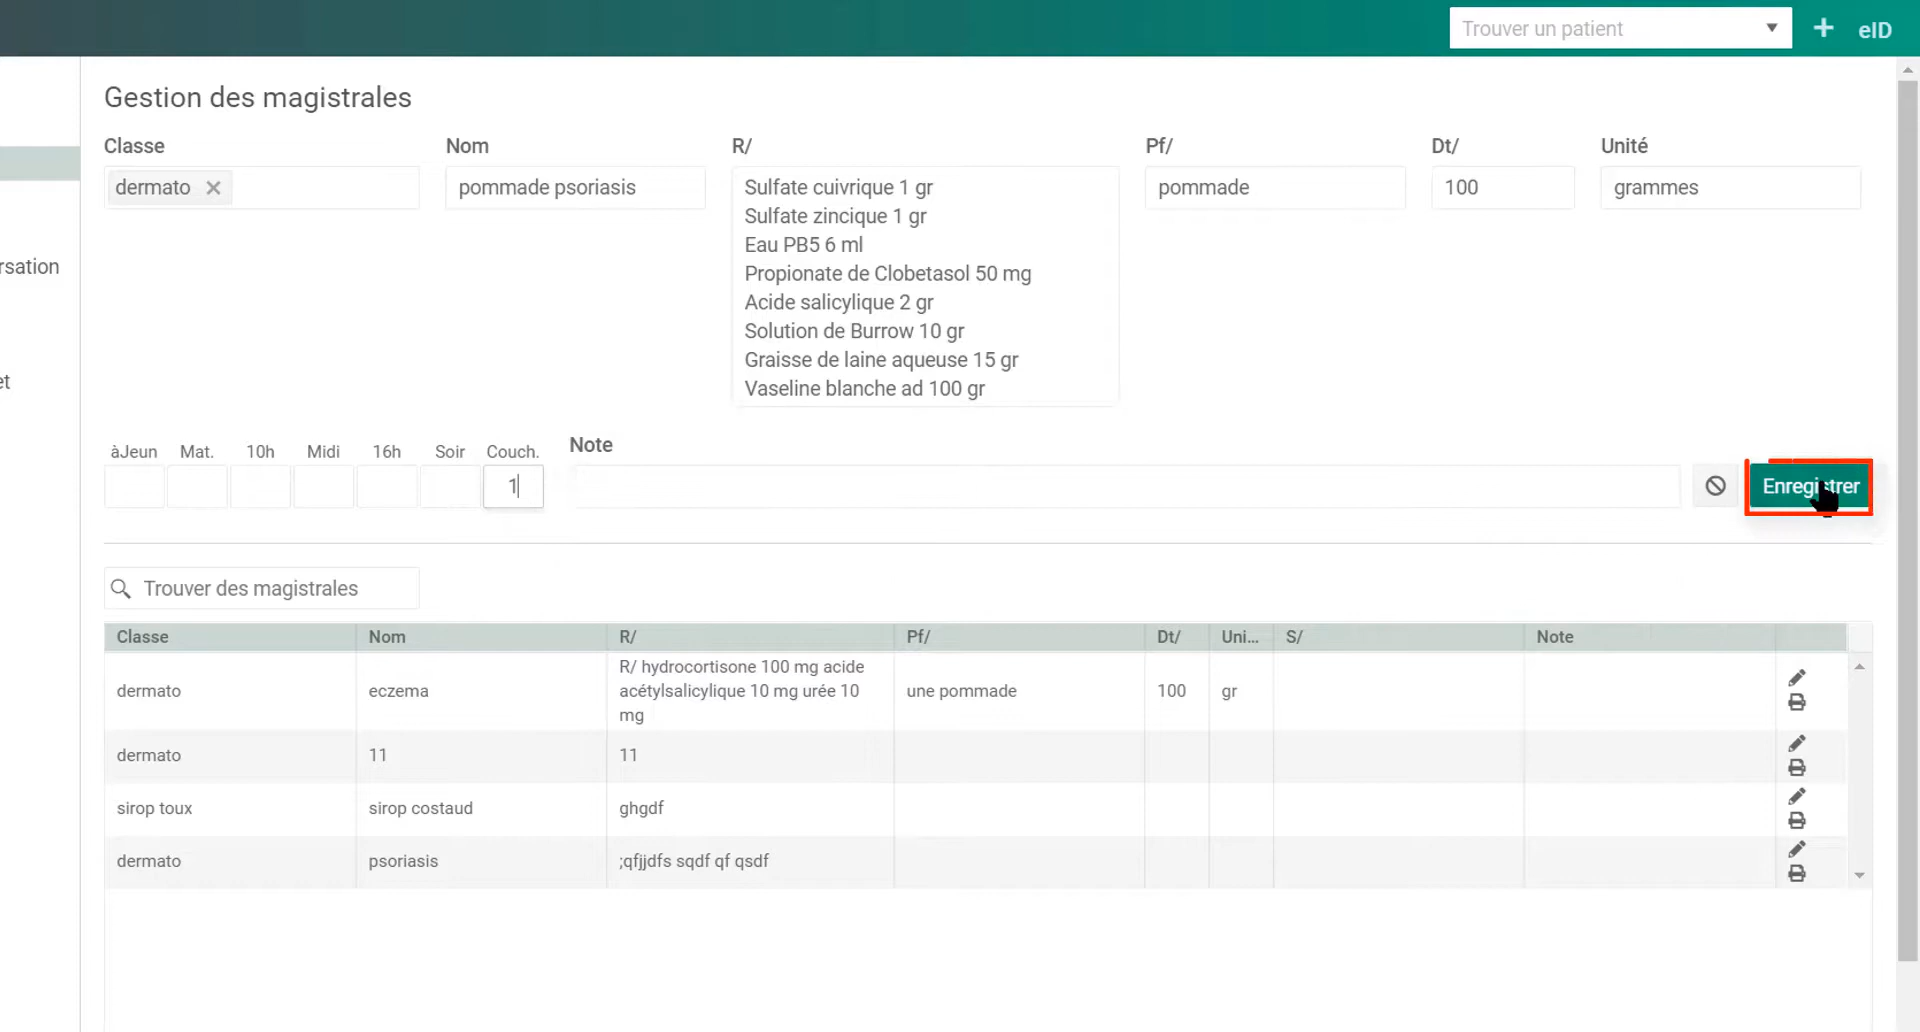 Trouver un patient
+ eID
rsation
et
Gestion des magistrales
Classe Nom R/ Pf/ Dt/ Unité
dermato pommade psoriasis pommade 100 grammes
Sulfate cuivrique 1 gr
Sulfate zincique 1 gr
Eau PB5 6 ml
Propionate de Clobetasol 50 mg
Acide salicylique 2 gr
Solution de Burrow 10 gr
Graisse de laine aqueuse 15 gr
Vaseline blanche ad 100 gr
àJeun Mat. 10h Midi 16h Soir Couch. Note
1
Enregistrer
Trouver des magistrales
Classe Nom R/ Pf/ Dt/ Uni... S/ Note
dermato eczema R/ hydrocortisone 100 mg acide
acétylsalicylique 10 mg urée 10
mg
une pommade 100 gr
dermato 11 11
sirop toux sirop costaud ghgdf
dermato psoriasis ;qfjjdfs sqdf qf qsdf